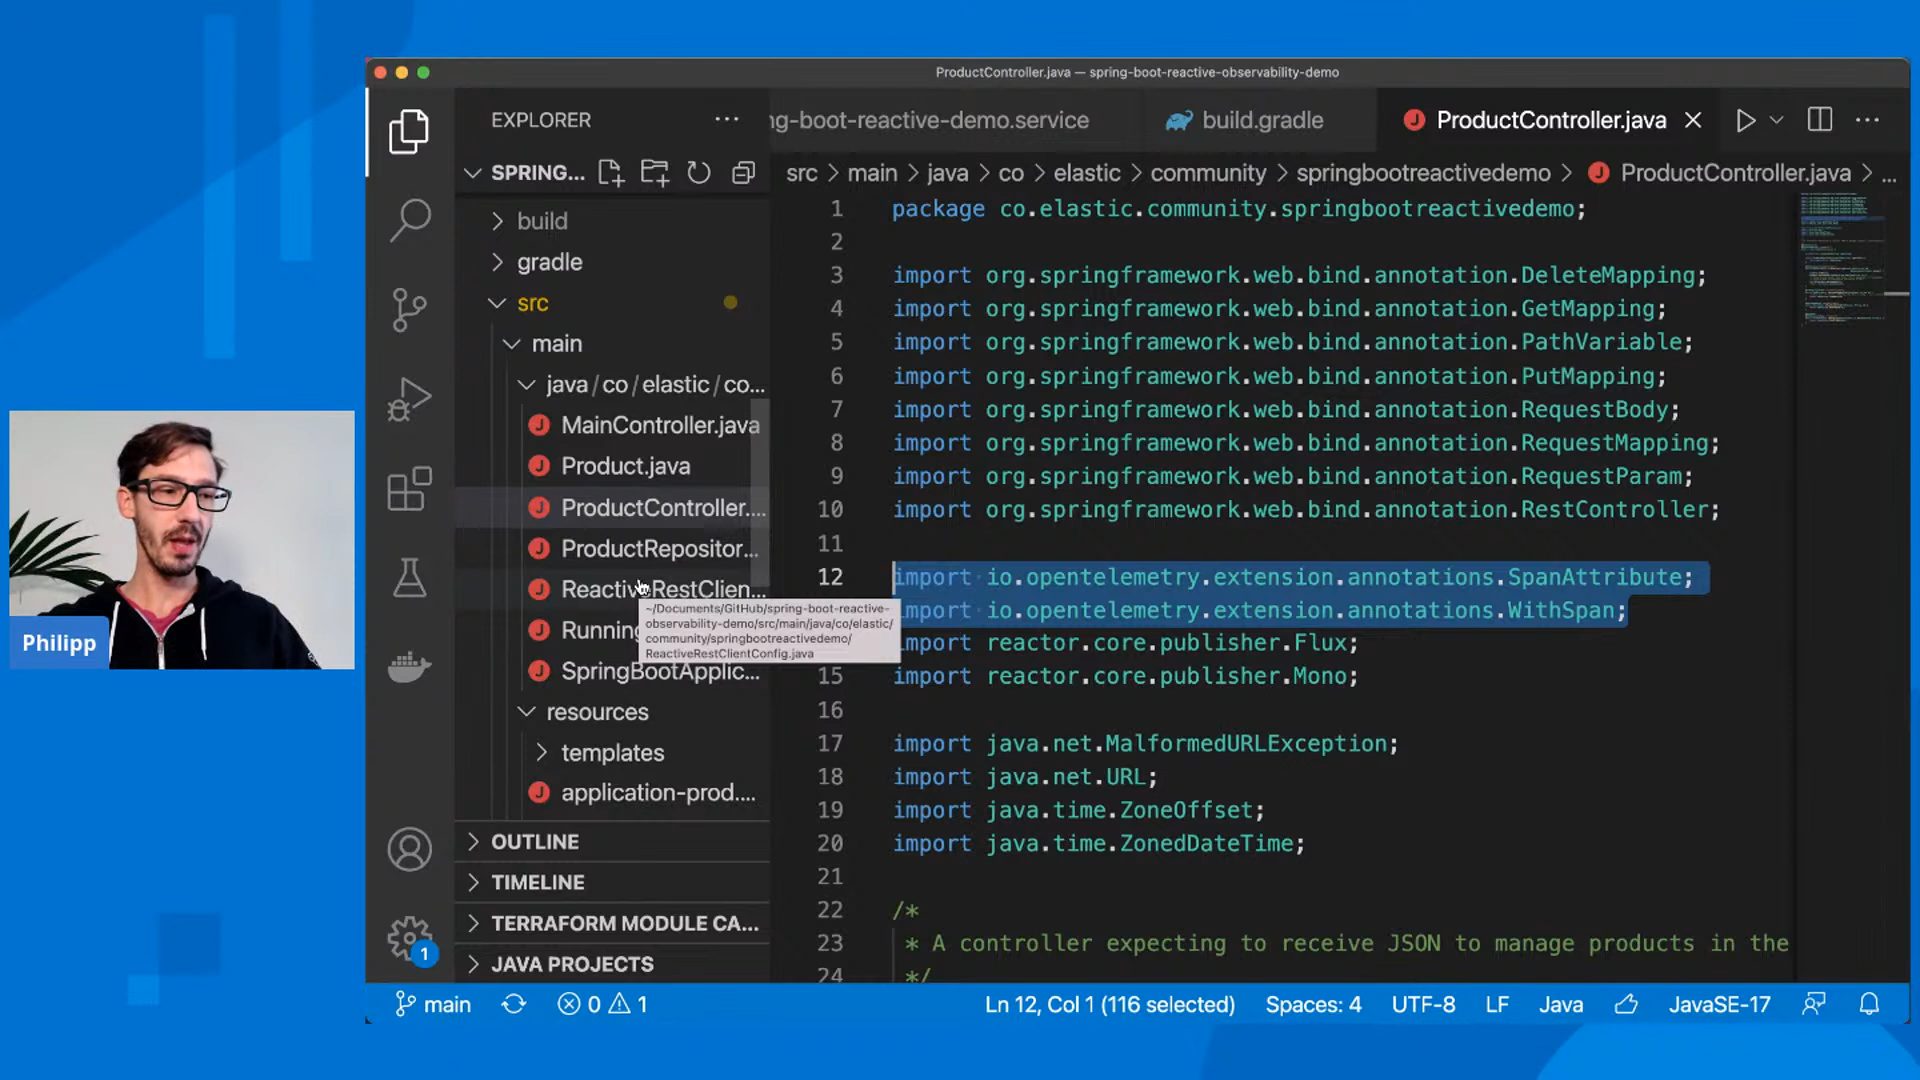 ProductController.java — spring-boot-reactive-observability-demo
EXPLORER
ng-boot-reactive-demo.service
build.gradle
ProductController.java
SPRING...
src > main > java > co > elastic > community > springbootreactivedemo > ProductController.java > ...
build
gradle
src
main
java / co / elastic / co...
MainController.java
Product.java
ProductController....
ProductRepositor...
ReactiveRestClien...
Running
SpringBootApplic...
resources
templates
application-prod....
OUTLINE
TIMELINE
TERRAFORM MODULE CA...
JAVA PROJECTS
~/Documents/GitHub/spring-boot-reactive-
observability-demo/src/main/java/co/elastic/
community/springbootreactivedemo/
ReactiveRestClientConfig.java
1 package co.elastic.community.springbootreactivedemo;
2
3 import org.springframework.web.bind.annotation.DeleteMapping;
4 import org.springframework.web.bind.annotation.GetMapping;
5 import org.springframework.web.bind.annotation.PathVariable;
6 import org.springframework.web.bind.annotation.PutMapping;
7 import org.springframework.web.bind.annotation.RequestBody;
8 import org.springframework.web.bind.annotation.RequestMapping;
9 import org.springframework.web.bind.annotation.RequestParam;
10 import org.springframework.web.bind.annotation.RestController;
11
12 import io.opentelemetry.extension.annotations.SpanAttribute;
import io.opentelemetry.extension.annotations.WithSpan;
import reactor.core.publisher.Flux;
15 import reactor.core.publisher.Mono;
16
17 import java.net.MalformedURLException;
18 import java.net.URL;
19 import java.time.ZoneOffset;
20 import java.time.ZonedDateTime;
21
22 /*
23 * A controller expecting to receive JSON to manage products in the
24 */
Philipp
1
main
0
1
Ln 12, Col 1 (116 selected)
Spaces: 4
UTF-8
LF
Java
JavaSE-17